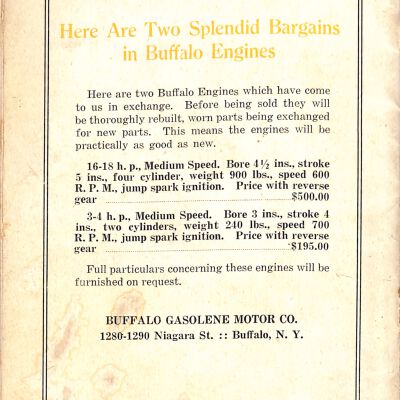 Here Are Two Splendid Bargains
in Buffalo Engines
Here are two Buffalo Engines which have come
to us in exchange. Before being sold they will
be thoroughly rebuilt, worn parts being exchanged
for new parts. This means the engines will be
practically as good as new.
16-18 h. p., Medium Speed. Bore 4½ ins., stroke
5 ins., four cylinder, weight 900 lbs., speed 600
R. P. M., jump spark ignition. Price with reverse
gear $500.00
3-4 h. p., Medium Speed. Bore 3 ins., stroke 4
ins., two cylinders, weight 240 lbs., speed 700
R. P. M., jump spark ignition. Price with reverse
gear $195.00
Full particulars concerning these engines will be
furnished on request.
BUFFALO GASOLENE MOTOR CO.
1280-1290 Niagara St. :: Buffalo, N. Y.